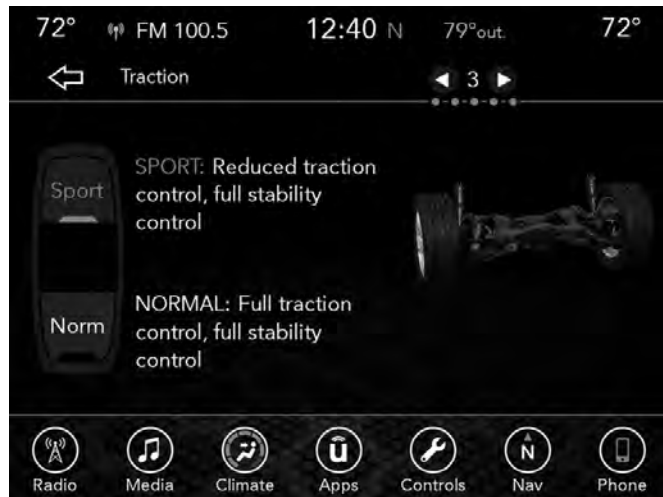 72° FM 100.5 12:40 N 79°out. 72°
Traction 3
Sport
SPORT: Reduced traction
control, full stability
control
Norm
NORMAL: Full traction
control, full stability
control
Radio Media Climate ū Apps Controls N Nav Phone